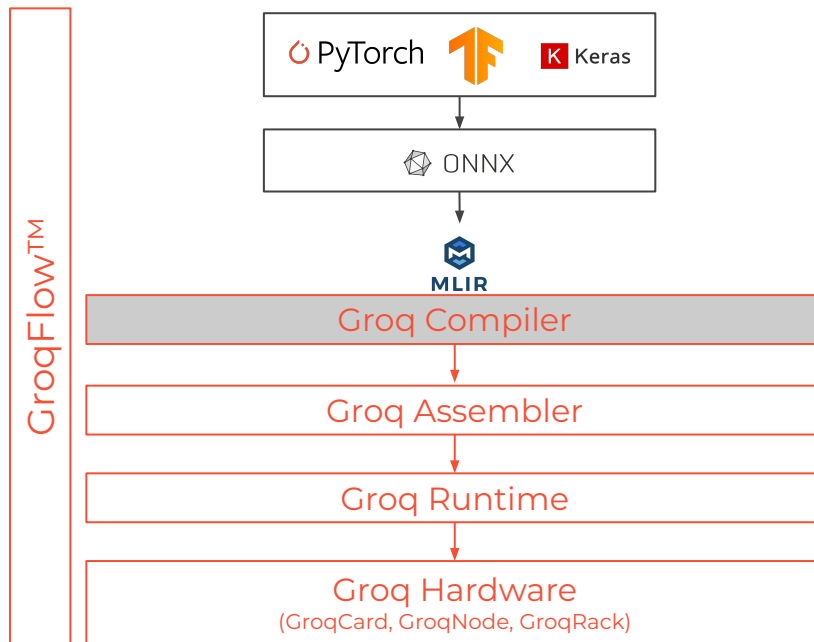 GroqFlow™
PyTorch
Keras
ONNX
MLIR
Groq Compiler
Groq Assembler
Groq Runtime
Groq Hardware
(GroqCard, GroqNode, GroqRack)